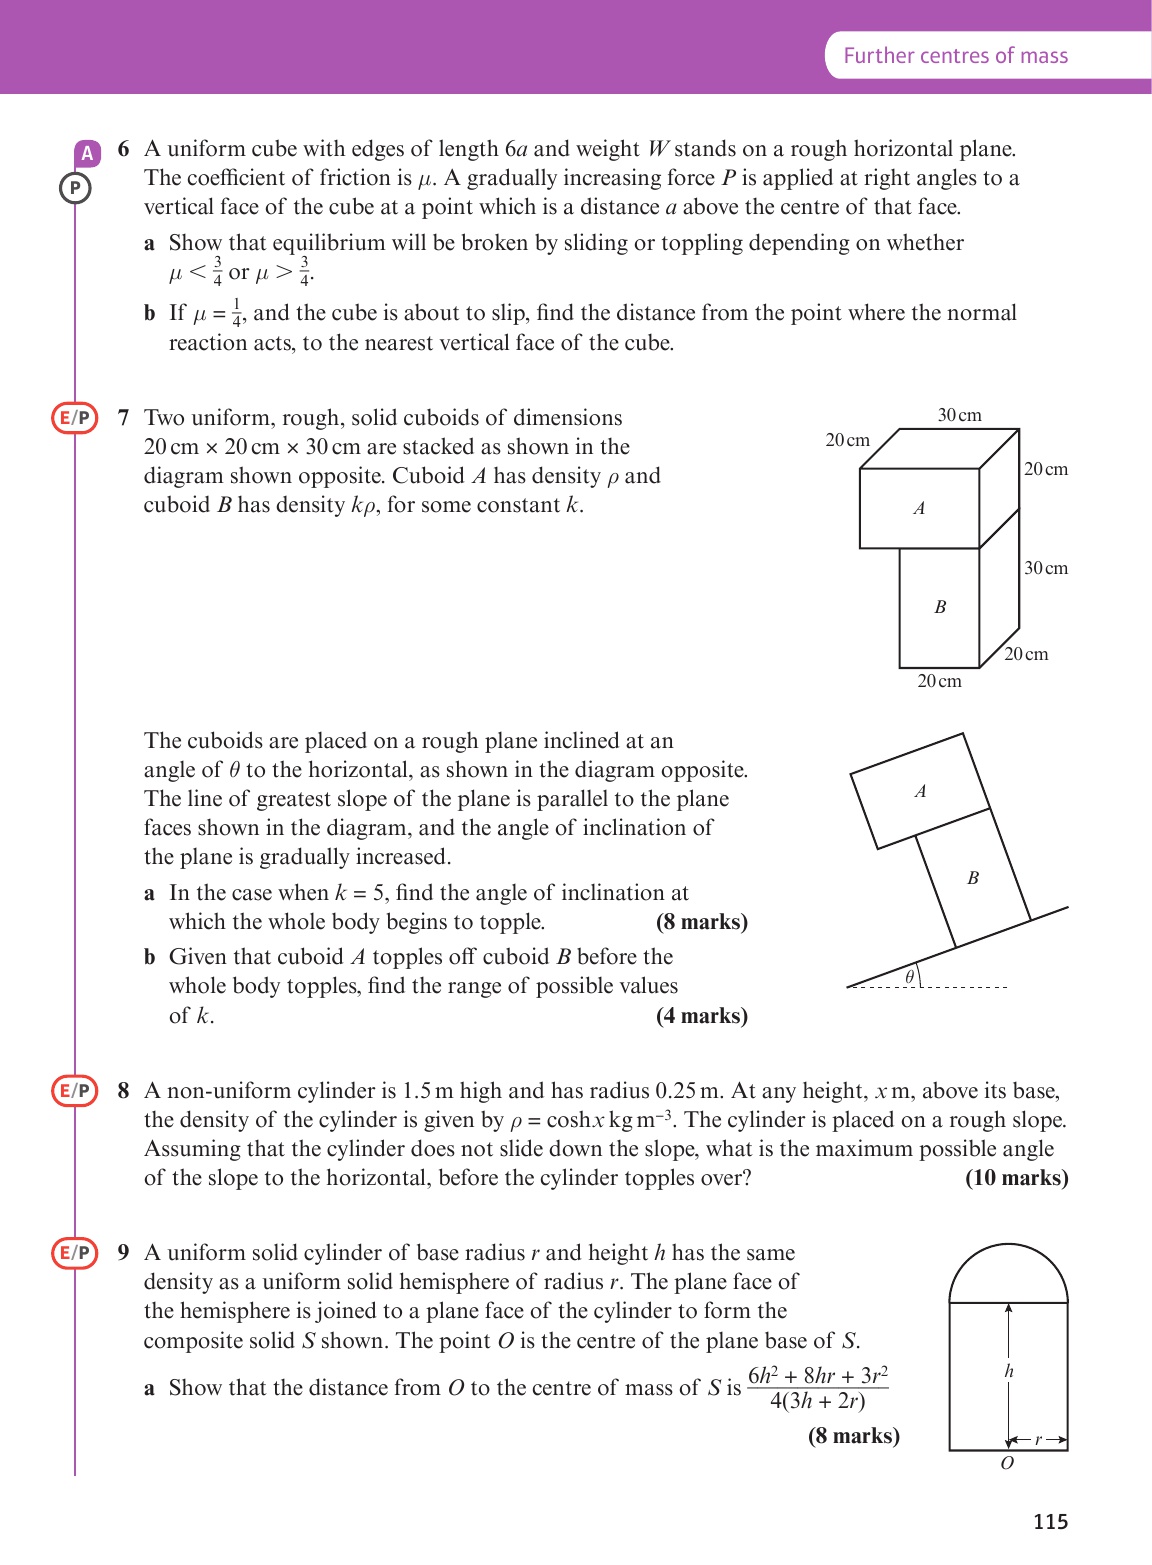 Further centres of mass
A
P
6 A uniform cube with edges of length 6a and weight W stands on a rough horizontal plane.
The coefficient of friction is μ. A gradually increasing force P is applied at right angles to a
vertical face of the cube at a point which is a distance a above the centre of that face.
a Show that equilibrium will be broken by sliding or toppling depending on whether
μ < 3/4 or μ > 3/4.
b If μ = 1/4, and the cube is about to slip, find the distance from the point where the normal
reaction acts, to the nearest vertical face of the cube.
E/P
7 Two uniform, rough, solid cuboids of dimensions
20 cm × 20 cm × 30 cm are stacked as shown in the
diagram shown opposite. Cuboid A has density ρ and
cuboid B has density kρ, for some constant k.
30 cm
20 cm
20 cm
A
30 cm
B
20 cm
20 cm
The cuboids are placed on a rough plane inclined at an
angle of θ to the horizontal, as shown in the diagram opposite.
The line of greatest slope of the plane is parallel to the plane
faces shown in the diagram, and the angle of inclination of
the plane is gradually increased.
a In the case when k = 5, find the angle of inclination at
which the whole body begins to topple. (8 marks)
b Given that cuboid A topples off cuboid B before the
whole body topples, find the range of possible values
of k. (4 marks)
A
B
θ
E/P
8 A non-uniform cylinder is 1.5 m high and has radius 0.25 m. At any height, x m, above its base,
the density of the cylinder is given by ρ = cosh x kg m⁻³. The cylinder is placed on a rough slope.
Assuming that the cylinder does not slide down the slope, what is the maximum possible angle
of the slope to the horizontal, before the cylinder topples over? (10 marks)
E/P
9 A uniform solid cylinder of base radius r and height h has the same
density as a uniform solid hemisphere of radius r. The plane face of
the hemisphere is joined to a plane face of the cylinder to form the
composite solid S shown. The point O is the centre of the plane base of S.
a Show that the distance from O to the centre of mass of S is (6h² + 8hr + 3r²)/(4(3h + 2r))
(8 marks)
h
r
O
115